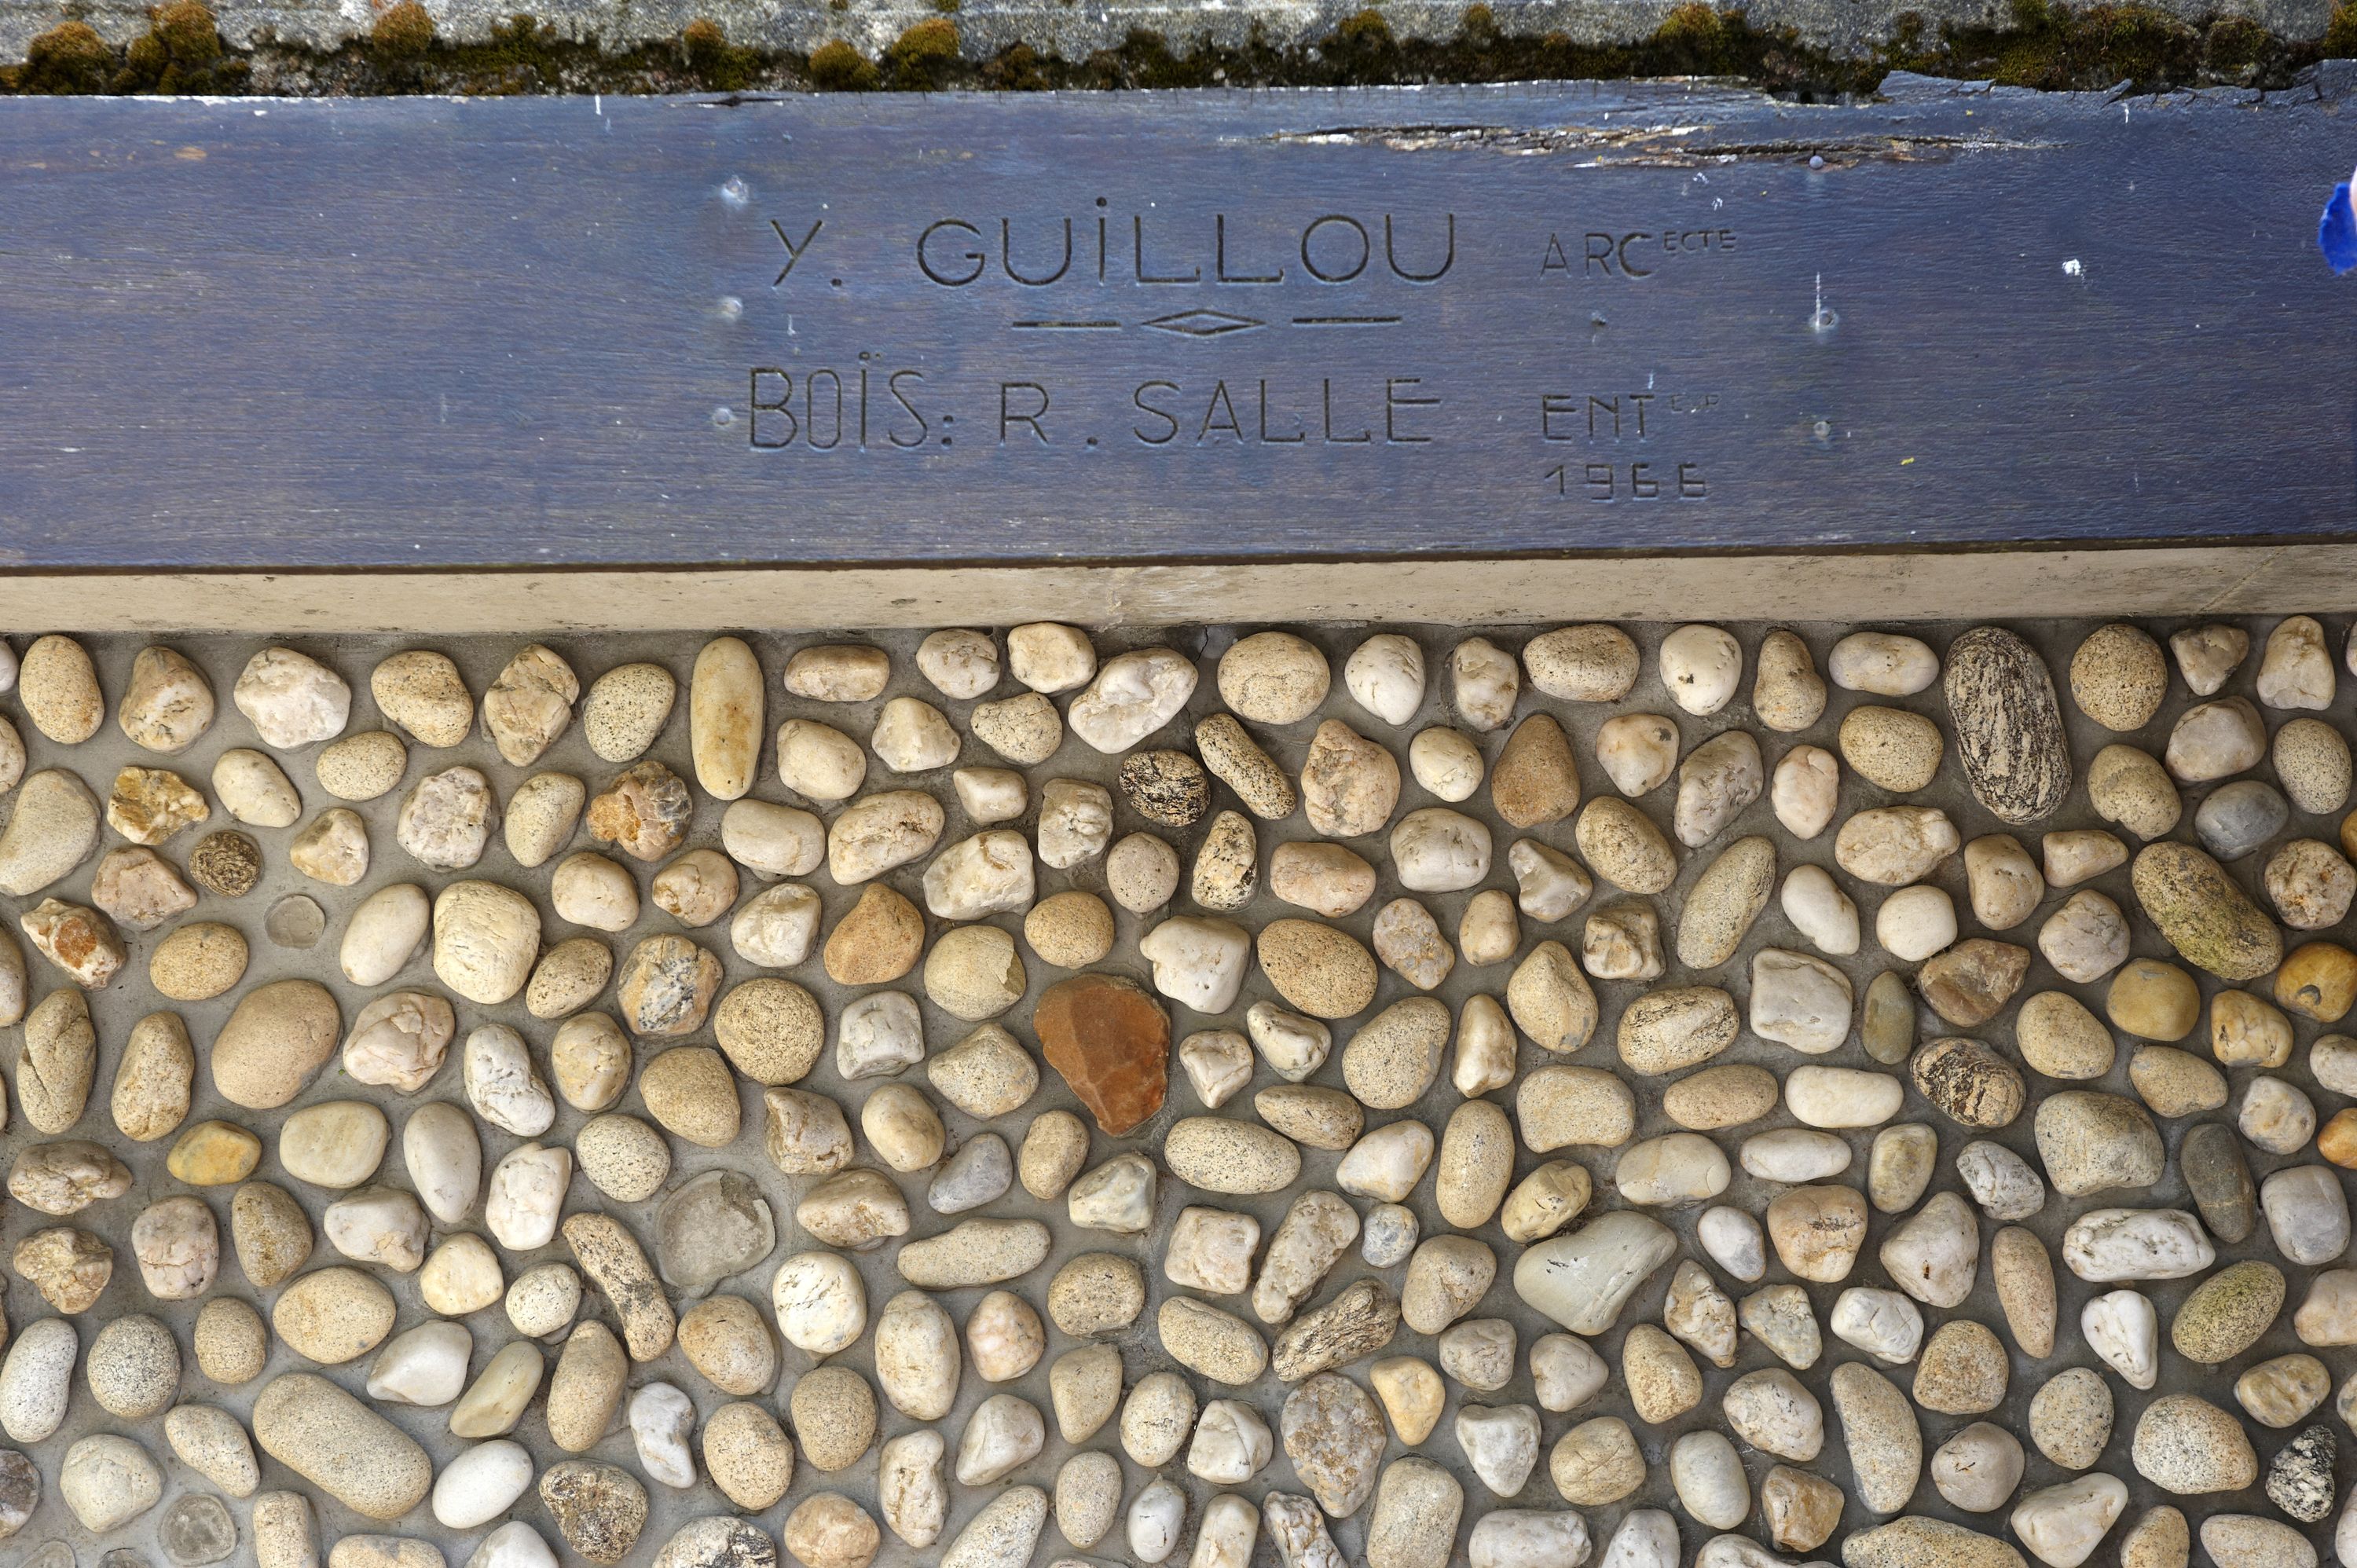 Y. GUiLLOU ARCECTE
BOÏS: R. SALLE ENTEUR
1966